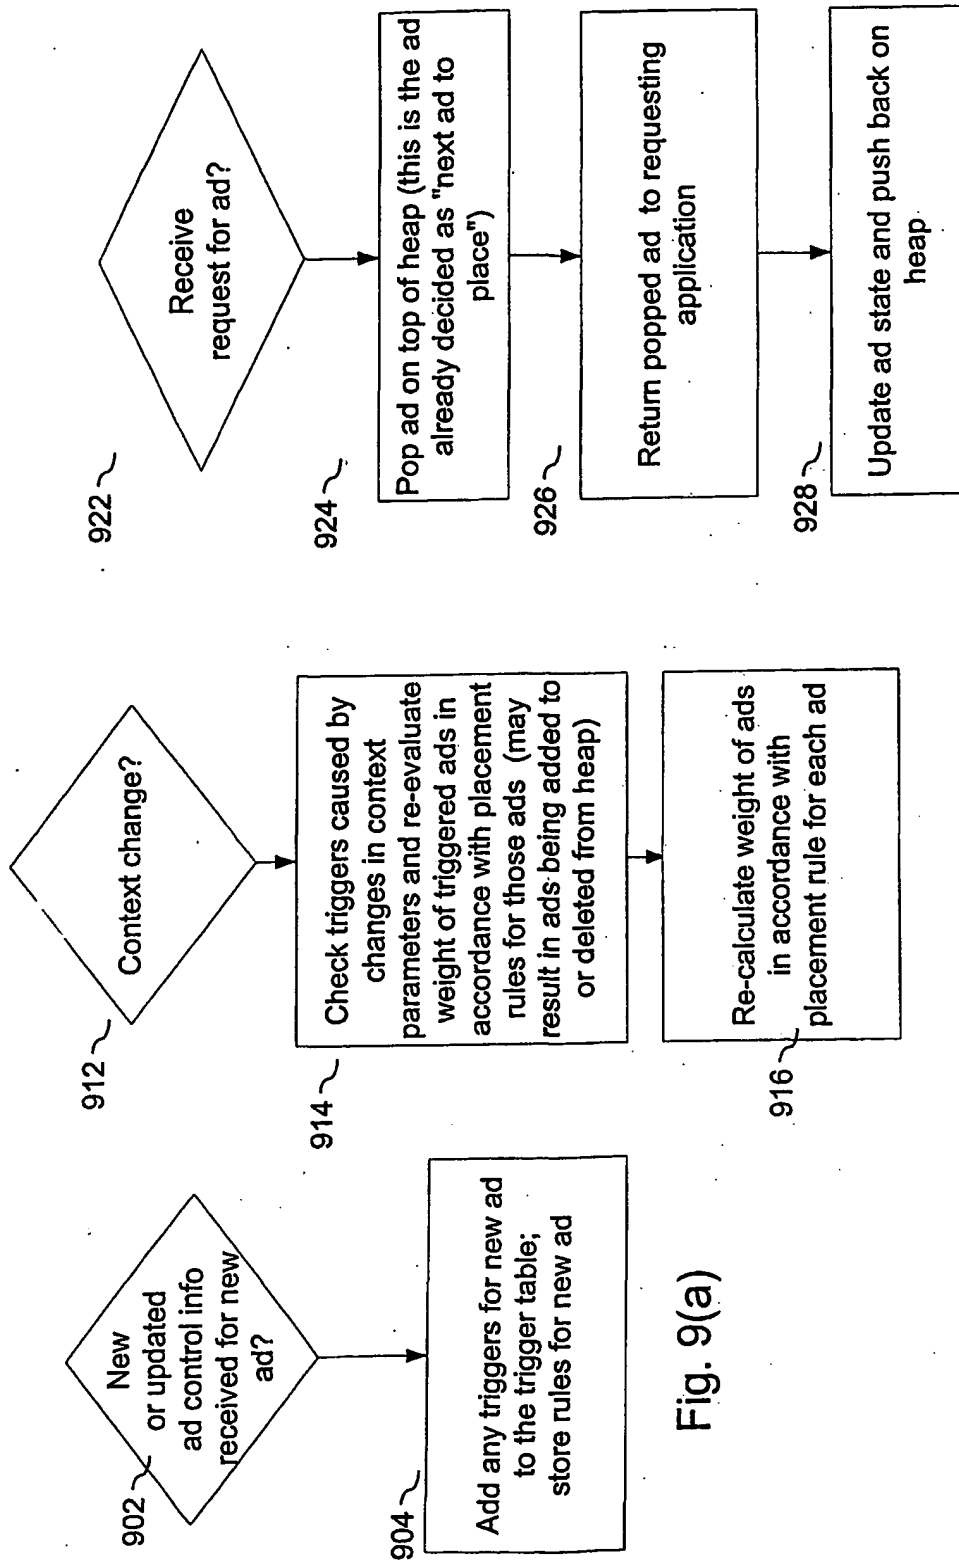 902
New
or updated
ad control info
received for new
ad?
904
Add any triggers for new ad
to the trigger table;
store rules for new ad
912
Context change?
914
Check triggers caused by
changes in context
parameters and re-evaluate
weight of triggered ads in
accordance with placement
rules for those ads (may
result in ads being added to
or deleted from heap)
916
Re-calculate weight of ads
in accordance with
placement rule for each ad
922
Receive
request for ad?
924
Pop ad on top of heap (this is the ad
already decided as "next ad to
place")
926
Return popped ad to requesting
application
928
Update ad state and push back on
heap
Fig. 9(a)